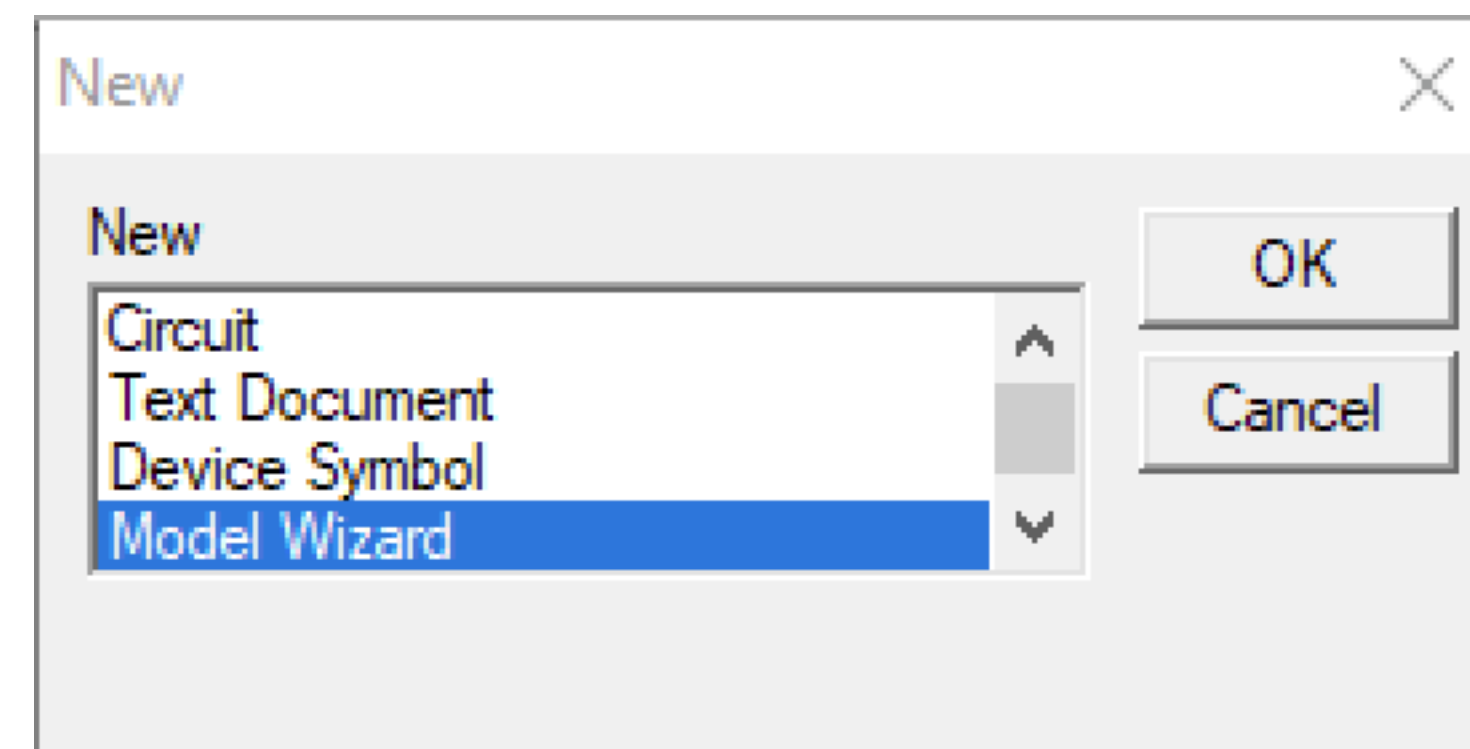 New
New
OK
Circuit
Text Document
Cancel
Device Symbol
Model Wizard